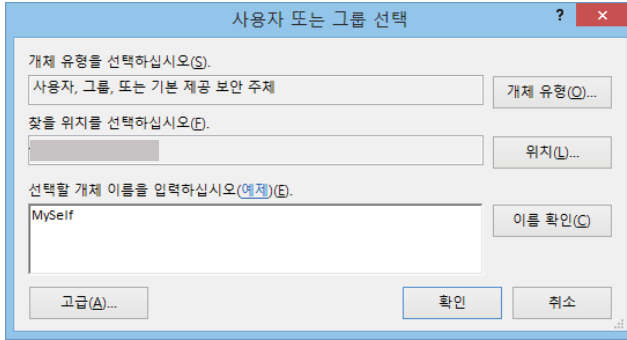 사용자 또는 그룹 선택
? ×
개체 유형을 선택하십시오(S).
사용자, 그룹, 또는 기본 제공 보안 주체
개체 유형(O)...
찾을 위치를 선택하십시오(F).
위치(L)...
선택할 개체 이름을 입력하십시오(예제)(E).
MySelf
이름 확인(C)
고급(A)...
확인
취소